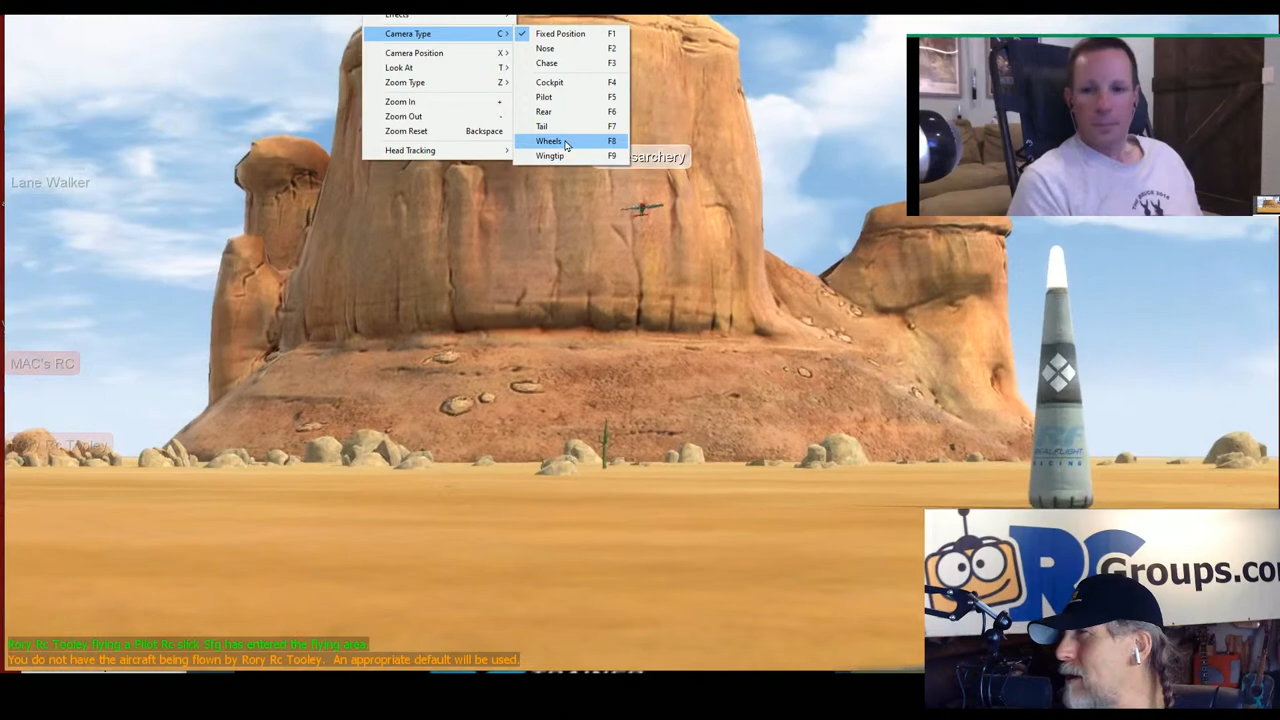 Effects
Camera Type C >
Camera Position X >
Look At T >
Zoom Type Z >
Zoom In +
Zoom Out -
Zoom Reset Backspace
Head Tracking >
✓ Fixed Position F1
Nose F2
Chase F3
Cockpit F4
Pilot F5
Rear F6
Tail F7
Wheels F8
Wingtip F9
sarchery
Lane Walker
MAC's RC
Rory Rc Tooley
REALFLIGHT
RACING
RCGroups.co
Rory Rc Tooley flying a Pilot Rc slick Sfg has entered the flying area.
You do not have the aircraft being flown by Rory Rc Tooley. An appropriate default will be used.